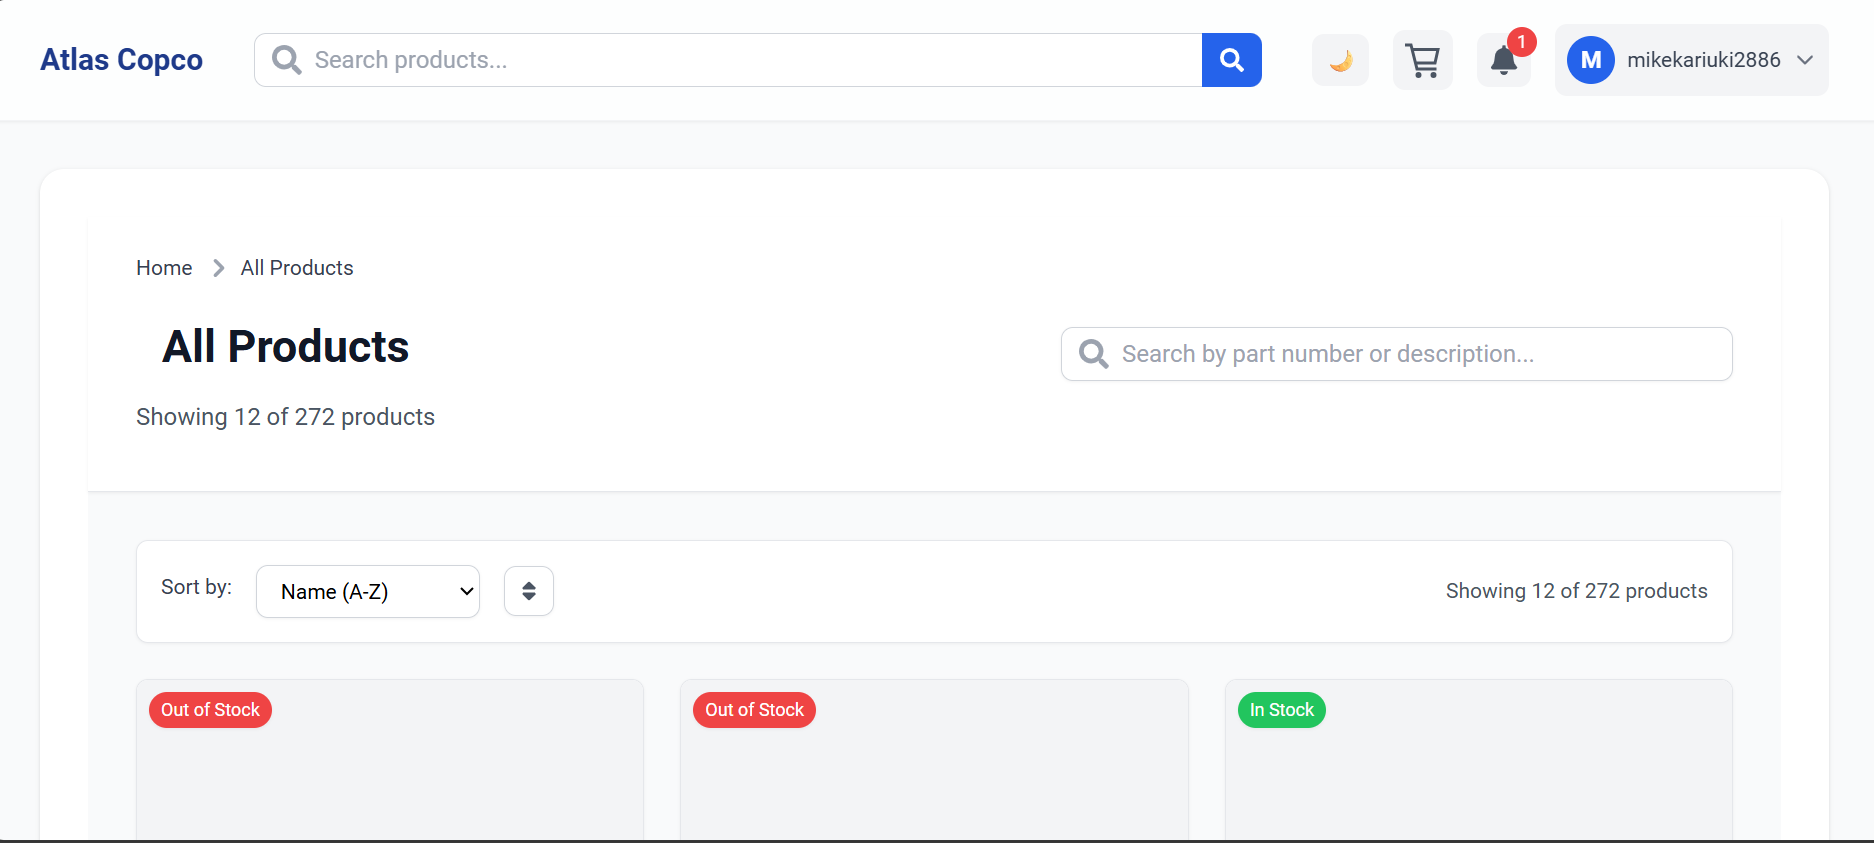 Atlas Copco
Search products...
1
M
mikekariuki2886
Home
All Products
All Products
Search by part number or description...
Showing 12 of 272 products
Sort by:
Name (A-Z)
Showing 12 of 272 products
Out of Stock
Out of Stock
In Stock